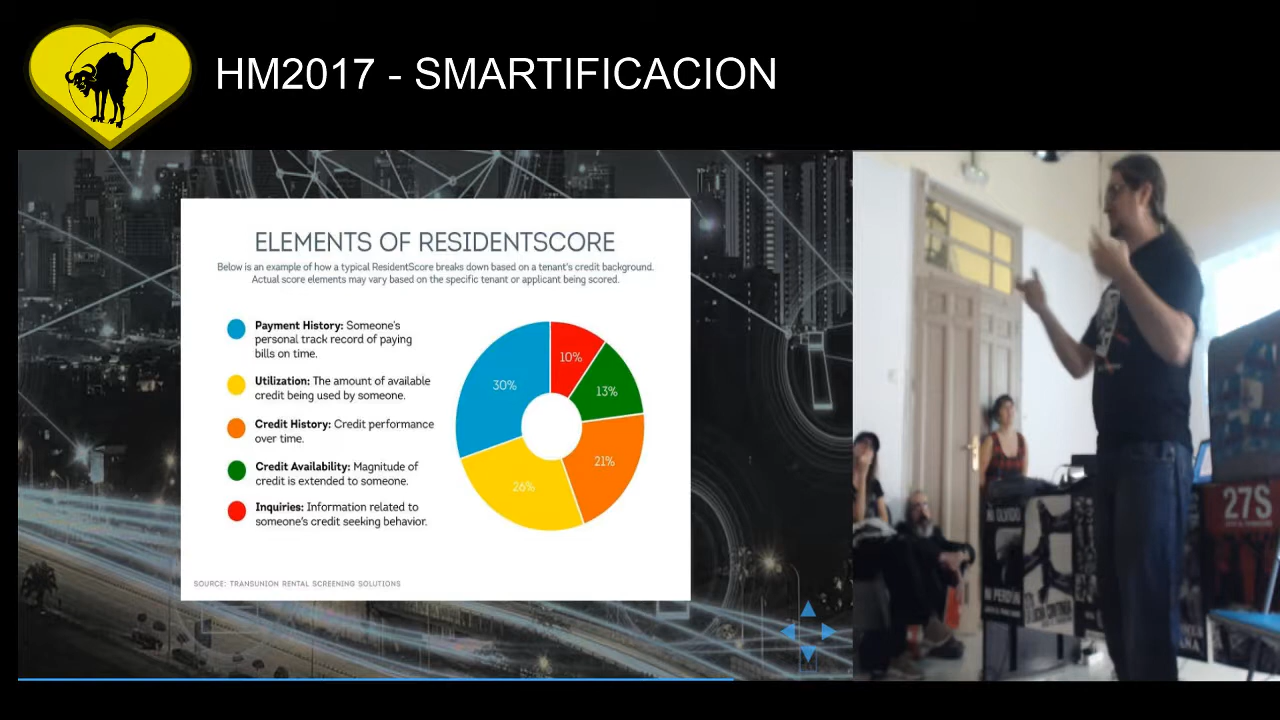 HM2017 - SMARTIFICACION
ELEMENTS OF RESIDENTSCORE
Below is an example of how a typical ResidentScore breaks down based on a tenant's credit background.
Actual score elements may vary based on the specific tenant or applicant being scored.
Payment History: Someone's
personal track record of paying
bills on time.
Utilization: The amount of available
credit being used by someone.
Credit History: Credit performance
over time.
Credit Availability: Magnitude of
credit is extended to someone.
Inquiries: Information related to
someone's credit seeking behavior.
30%
10%
13%
21%
26%
SOURCE: TRANSUNION RENTAL SCREENING SOLUTIONS
NI OLVIDO
NI PERDÓN
27S